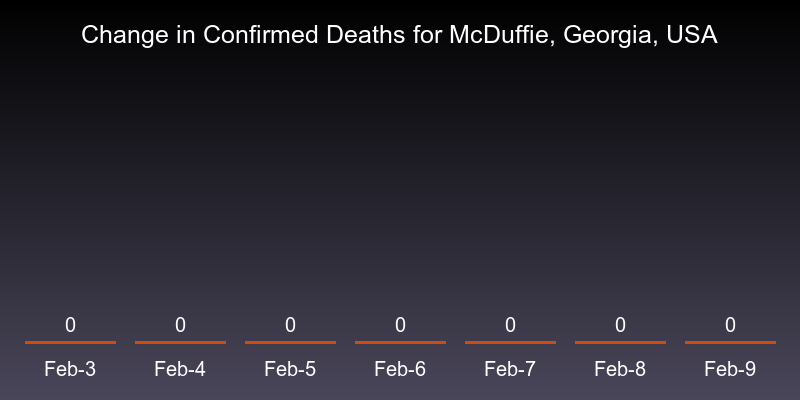 Change in Confirmed Deaths for McDuffie, Georgia, USA
0 0 0 0 0 0 0
Feb-3 Feb-4 Feb-5 Feb-6 Feb-7 Feb-8 Feb-9